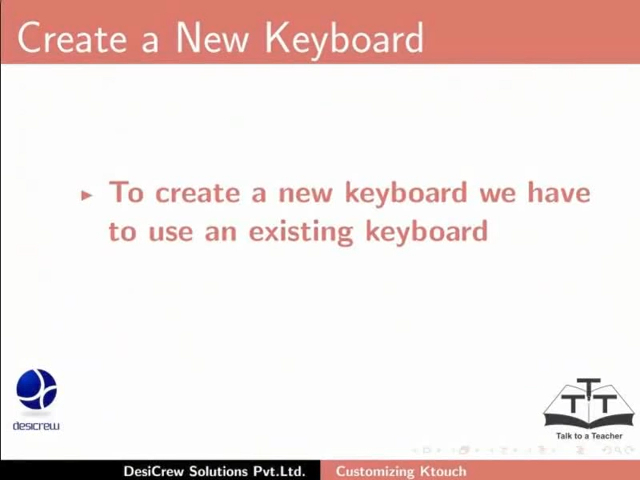 Create a New Keyboard
To create a new keyboard we have
to use an existing keyboard
desicrew
TTT
Talk to a Teacher
DesiCrew Solutions Pvt.Ltd.
Customizing Ktouch